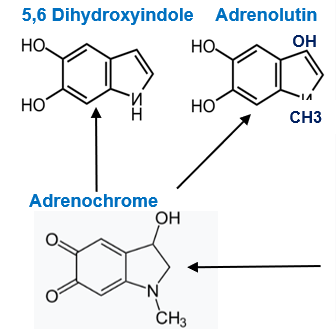 5,6 Dihydroxyindole Adrenolutin
HO
HO
N
H
HO
HO
OH
N
CH3
Adrenochrome
OH
O
O
N
CH₃